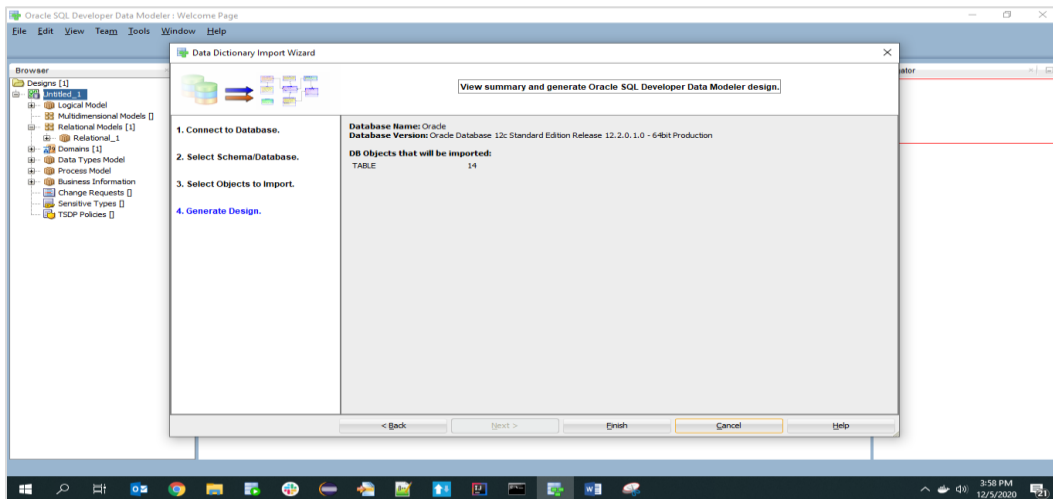 Oracle SQL Developer Data Modeler : Welcome Page
File Edit View Team Tools Window Help
Data Dictionary Import Wizard
Browser
Designs [1]
Untitled_1
Logical Model
Multidimensional Models []
Relational Models [1]
Relational_1
Domains [1]
Data Types Model
Process Model
Business Information
Change Requests []
Sensitive Types []
TSDP Policies []
View summary and generate Oracle SQL Developer Data Modeler design.
1. Connect to Database.
2. Select Schema/Database.
3. Select Objects to Import.
4. Generate Design.
Database Name: Oracle
Database Version: Oracle Database 12c Standard Edition Release 12.2.0.1.0 - 64bit Production
DB Objects that will be imported:
TABLE 14
< Back Next > Finish Cancel Help
3:58 PM
12/5/2020